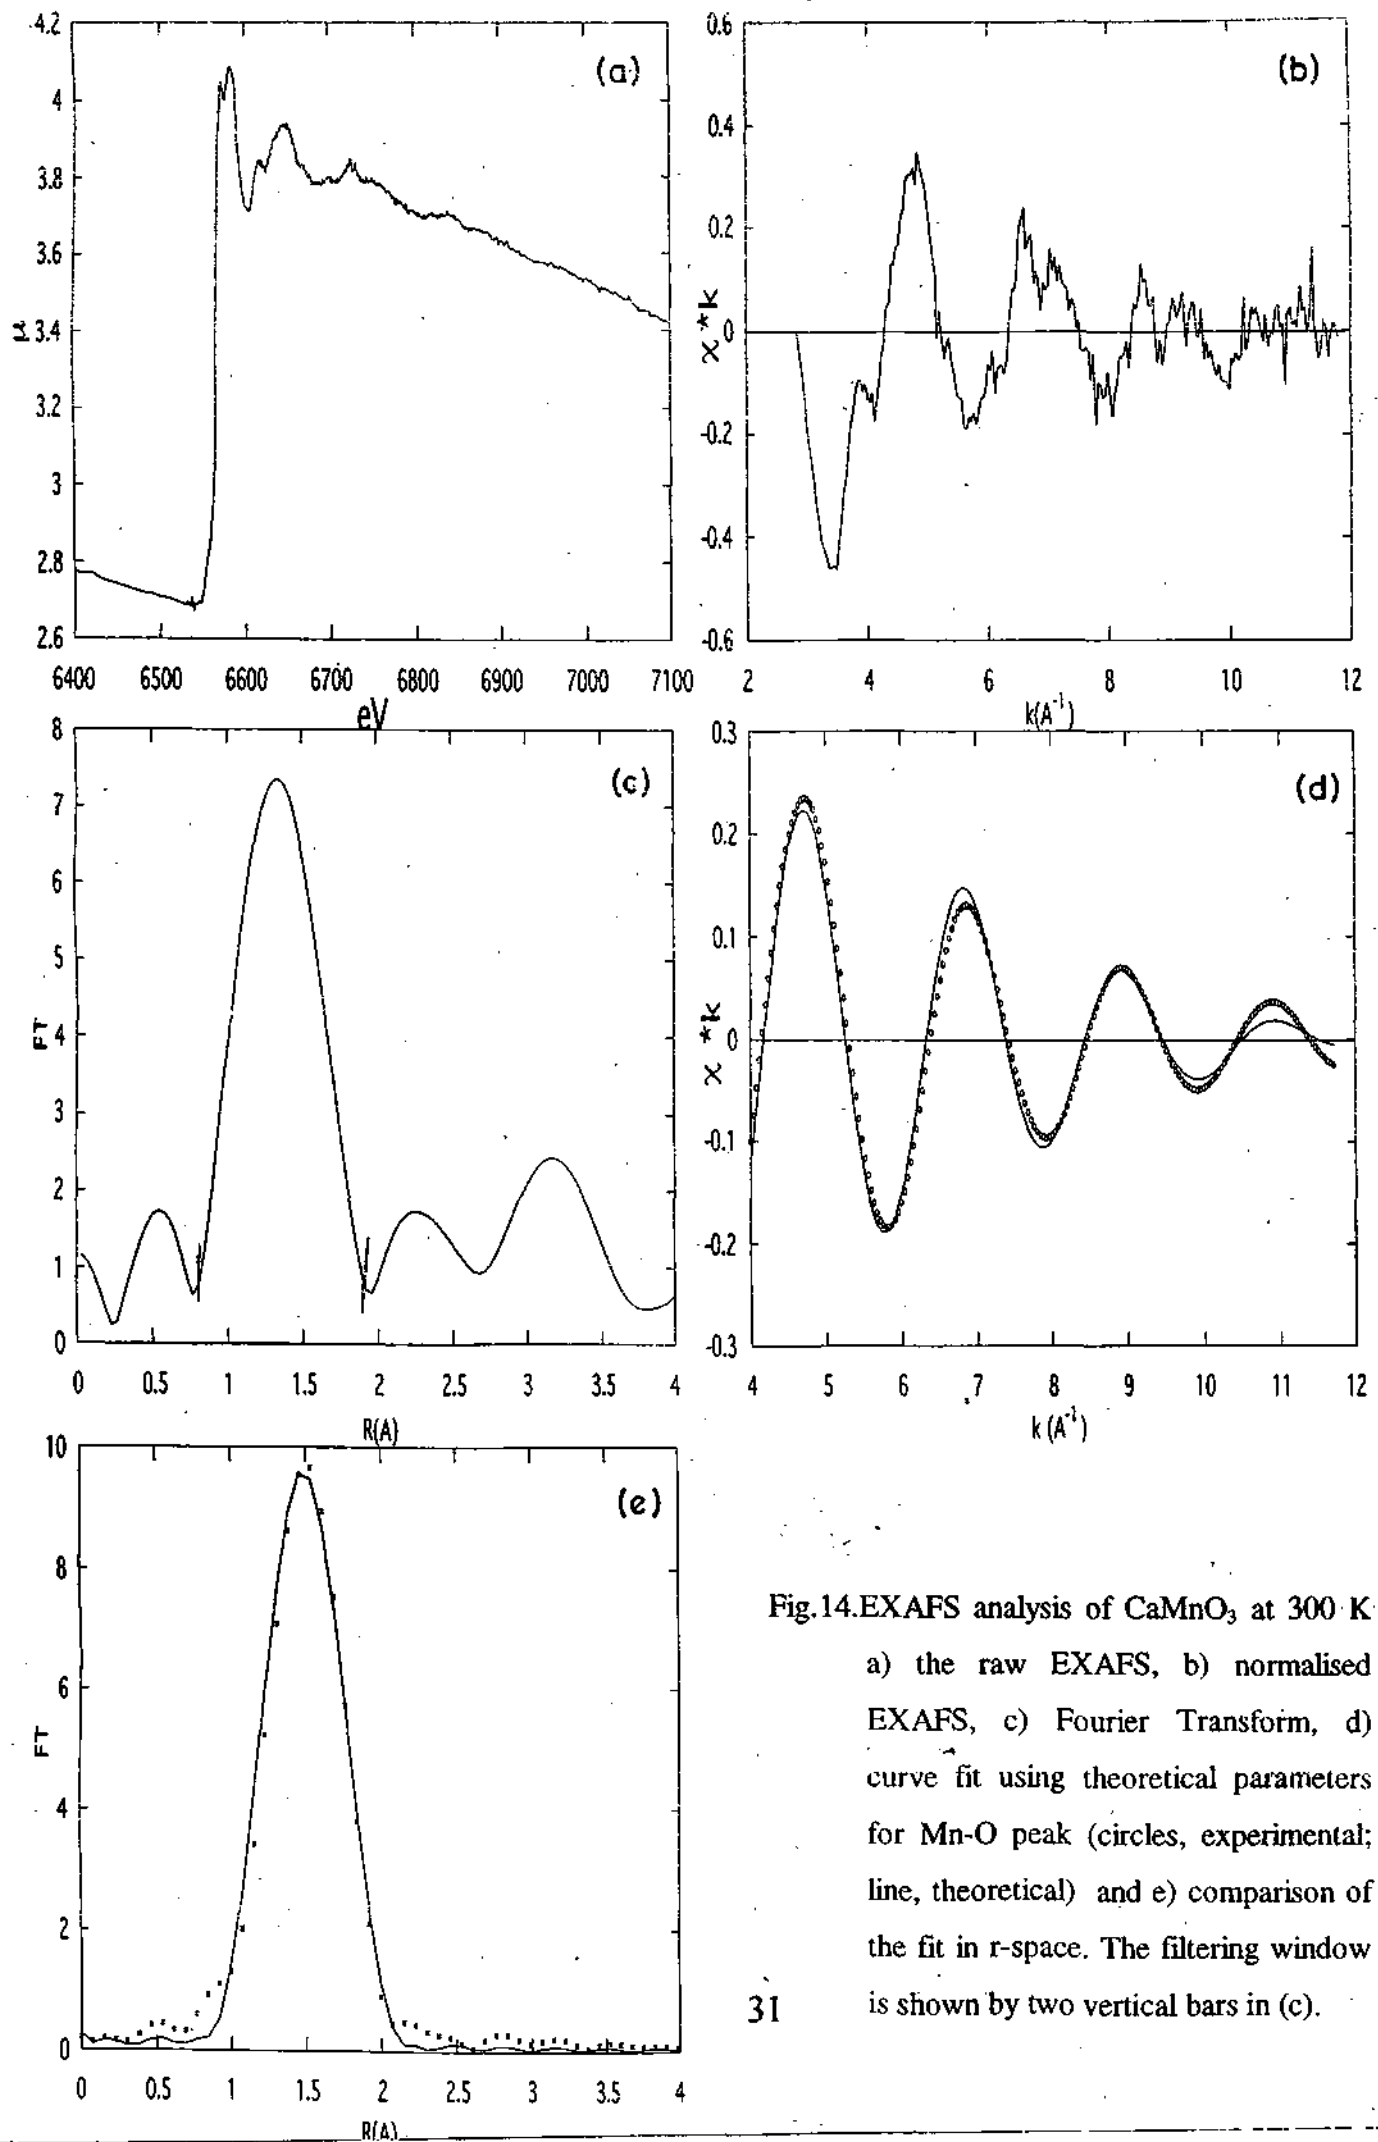 4.2
(a)
4
3.8
3.6
μ
3.4
3.2
3
2.8
2.6
6400 6500 6600 6700 6800 6900 7000 7100
eV
0.6
(b)
0.4
0.2
χ*k
0
-0.2
-0.4
-0.6
2 4 6 8 10 12
k(A⁻¹)
8
(c)
7
6
5
FT
4
3
2
1
0
0 0.5 1 1.5 2 2.5 3 3.5 4
R(A)
0.3
(d)
0.2
0.1
χ*k
0
-0.1
-0.2
-0.3
4 5 6 7 8 9 10 11 12
k(A⁻¹)
10
(e)
8
6
FT
4
2
0
0 0.5 1 1.5 2 2.5 3 3.5 4
R(A)
Fig.14.EXAFS analysis of CaMnO₃ at 300 K
a) the raw EXAFS, b) normalised
EXAFS, c) Fourier Transform, d)
curve fit using theoretical parameters
for Mn-O peak (circles, experimental;
line, theoretical) and e) comparison of
the fit in r-space. The filtering window
is shown by two vertical bars in (c).
31